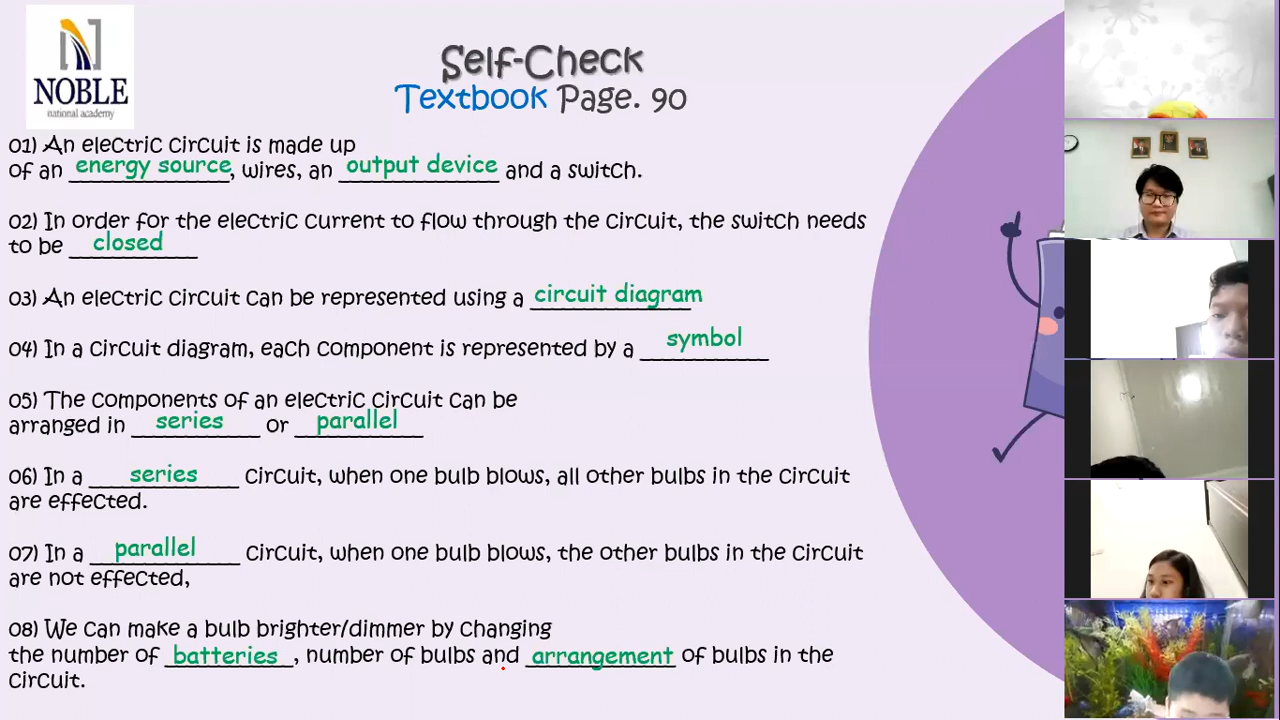 NOBLE
national academy
Self-Check
Textbook Page. 90
01) An electric circuit is made up
of an energy source, wires, an output device and a switch.
02) In order for the electric current to flow through the circuit, the switch needs
to be closed
03) An electric circuit can be represented using a circuit diagram
04) In a circuit diagram, each component is represented by a symbol
05) The components of an electric circuit can be
arranged in series or parallel
06) In a series circuit, when one bulb blows, all other bulbs in the circuit
are effected.
07) In a parallel circuit, when one bulb blows, the other bulbs in the circuit
are not effected,
08) We can make a bulb brighter/dimmer by changing
the number of batteries, number of bulbs and arrangement of bulbs in the
circuit.